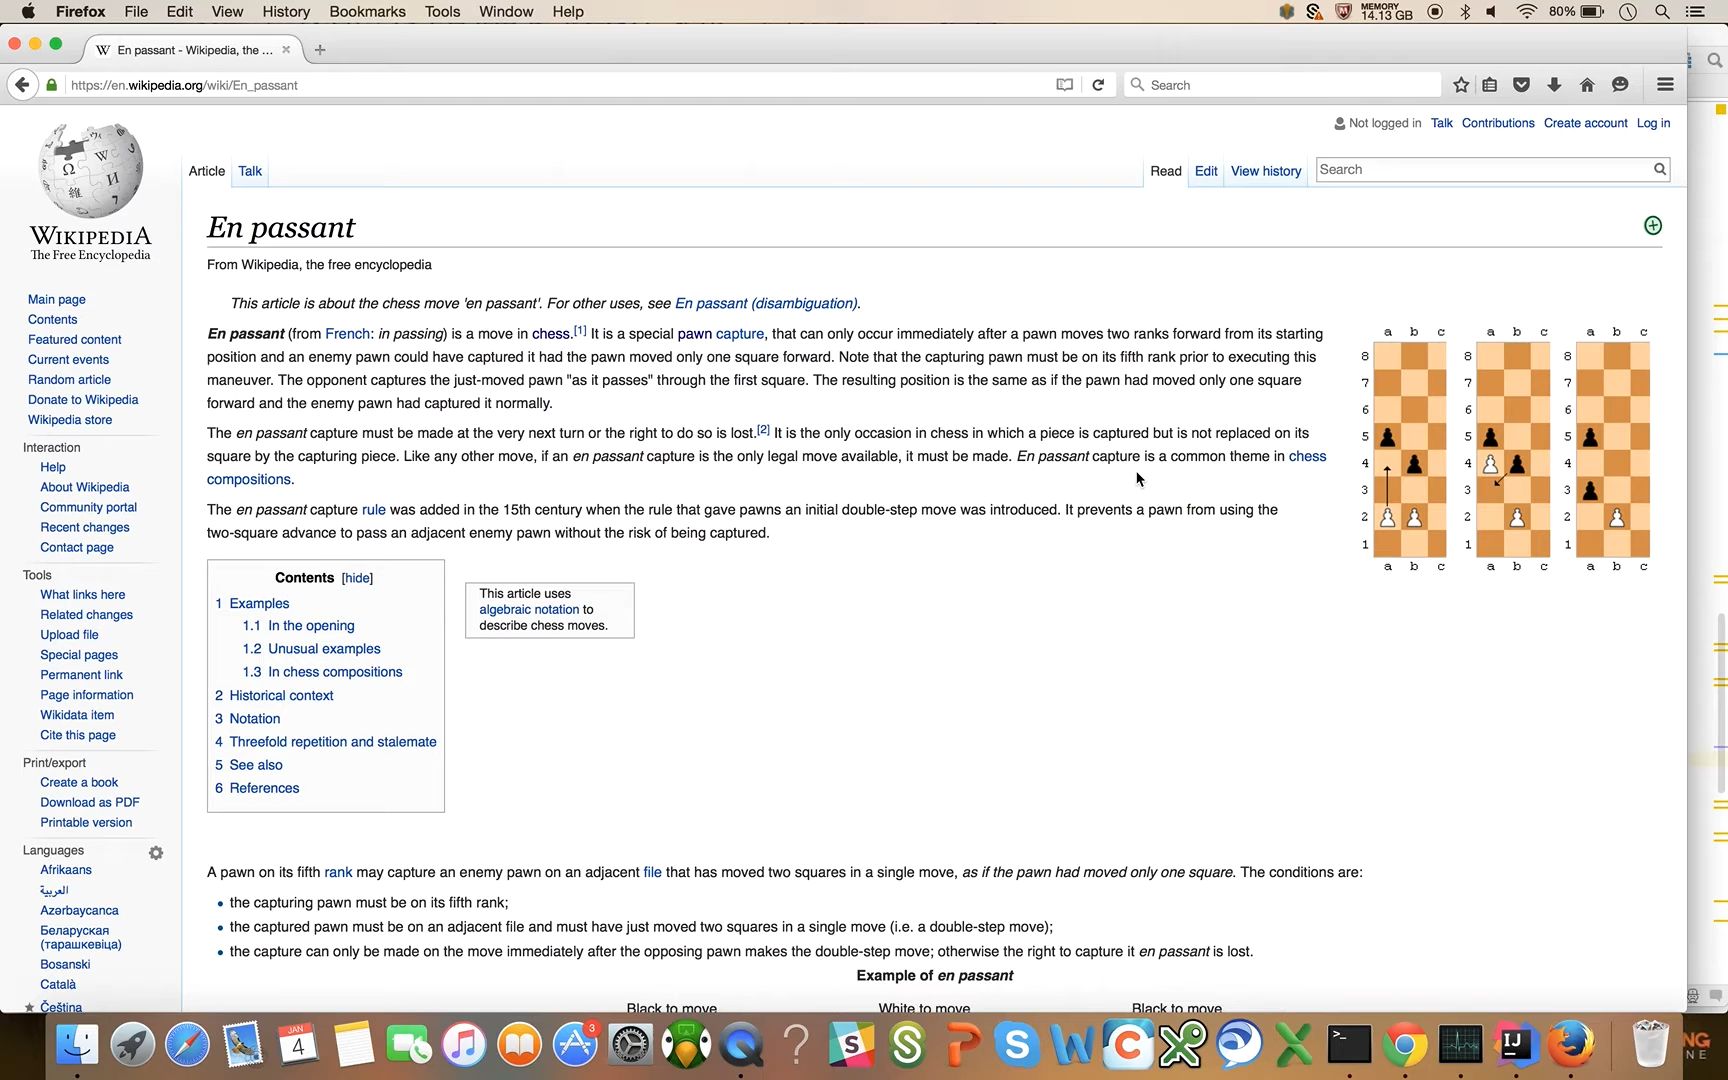 Firefox File Edit View History Bookmarks Tools Window Help MEMORY 14.13 GB 80%
En passant - Wikipedia, the ...
https://en.wikipedia.org/wiki/En_passant Search
Not logged in Talk Contributions Create account Log in
Article Talk Read Edit View history Search
WIKIPEDIA
The Free Encyclopedia
Main page
Contents
Featured content
Current events
Random article
Donate to Wikipedia
Wikipedia store
Interaction
Help
About Wikipedia
Community portal
Recent changes
Contact page
Tools
What links here
Related changes
Upload file
Special pages
Permanent link
Page information
Wikidata item
Cite this page
Print/export
Create a book
Download as PDF
Printable version
Languages
Afrikaans
العربية
Azərbaycanca
Беларуская
(тарашкевіца)
Bosanski
Català
Čeština
En passant
From Wikipedia, the free encyclopedia
This article is about the chess move 'en passant'. For other uses, see En passant (disambiguation).
En passant (from French: in passing) is a move in chess.[1] It is a special pawn capture, that can only occur immediately after a pawn moves two ranks forward from its starting
position and an enemy pawn could have captured it had the pawn moved only one square forward. Note that the capturing pawn must be on its fifth rank prior to executing this
maneuver. The opponent captures the just-moved pawn "as it passes" through the first square. The resulting position is the same as if the pawn had moved only one square
forward and the enemy pawn had captured it normally.
The en passant capture must be made at the very next turn or the right to do so is lost.[2] It is the only occasion in chess in which a piece is captured but is not replaced on its
square by the capturing piece. Like any other move, if an en passant capture is the only legal move available, it must be made. En passant capture is a common theme in chess
compositions.
The en passant capture rule was added in the 15th century when the rule that gave pawns an initial double-step move was introduced. It prevents a pawn from using the
two-square advance to pass an adjacent enemy pawn without the risk of being captured.
a b c a b c a b c
8 8 8
7 7 7
6 6 6
5 5 5
4 4 4
3 3 3
2 2 2
1 1 1
a b c a b c a b c
Contents [hide]
1 Examples
1.1 In the opening
1.2 Unusual examples
1.3 In chess compositions
2 Historical context
3 Notation
4 Threefold repetition and stalemate
5 See also
6 References
This article uses
algebraic notation to
describe chess moves.
A pawn on its fifth rank may capture an enemy pawn on an adjacent file that has moved two squares in a single move, as if the pawn had moved only one square. The conditions are:
the capturing pawn must be on its fifth rank;
the captured pawn must be on an adjacent file and must have just moved two squares in a single move (i.e. a double-step move);
the capture can only be made on the move immediately after the opposing pawn makes the double-step move; otherwise the right to capture it en passant is lost.
Example of en passant
Black to move White to move Black to move
JAN
4
3
IJ